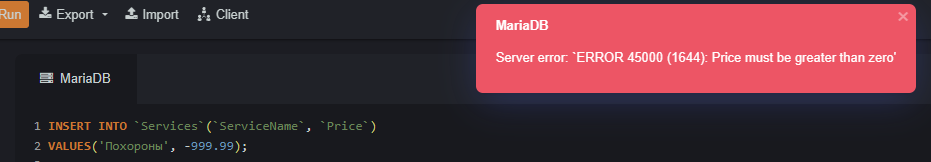 Run Export Import Client
MariaDB ×
Server error: `ERROR 45000 (1644): Price must be greater than zero'
MariaDB
1 INSERT INTO `Services`(`ServiceName`, `Price`)
2 VALUES('Похороны', -999.99);